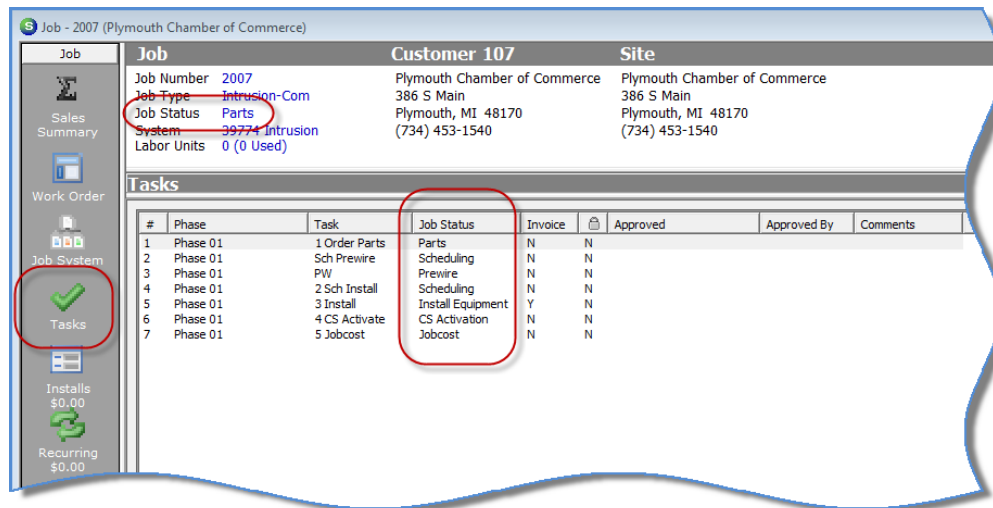 Job - 2007 (Plymouth Chamber of Commerce)
Job
Sales
Summary
Work Order
Job System
Tasks
Installs
$0.00
Recurring
$0.00
Job Customer 107 Site
Job Number 2007 Plymouth Chamber of Commerce Plymouth Chamber of Commerce
Job Type Intrusion-Com 386 S Main 386 S Main
Job Status Parts Plymouth, MI 48170 Plymouth, MI 48170
System 39774 Intrusion (734) 453-1540 (734) 453-1540
Labor Units 0 (0 Used)
Tasks
# Phase Task Job Status Invoice Approved Approved By Comments
1 Phase 01 1 Order Parts Parts N N
2 Phase 01 Sch Prewire Scheduling N N
3 Phase 01 PW Prewire N N
4 Phase 01 2 Sch Install Scheduling N N
5 Phase 01 3 Install Install Equipment Y N
6 Phase 01 4 CS Activate CS Activation N N
7 Phase 01 5 Jobcost Jobcost N N